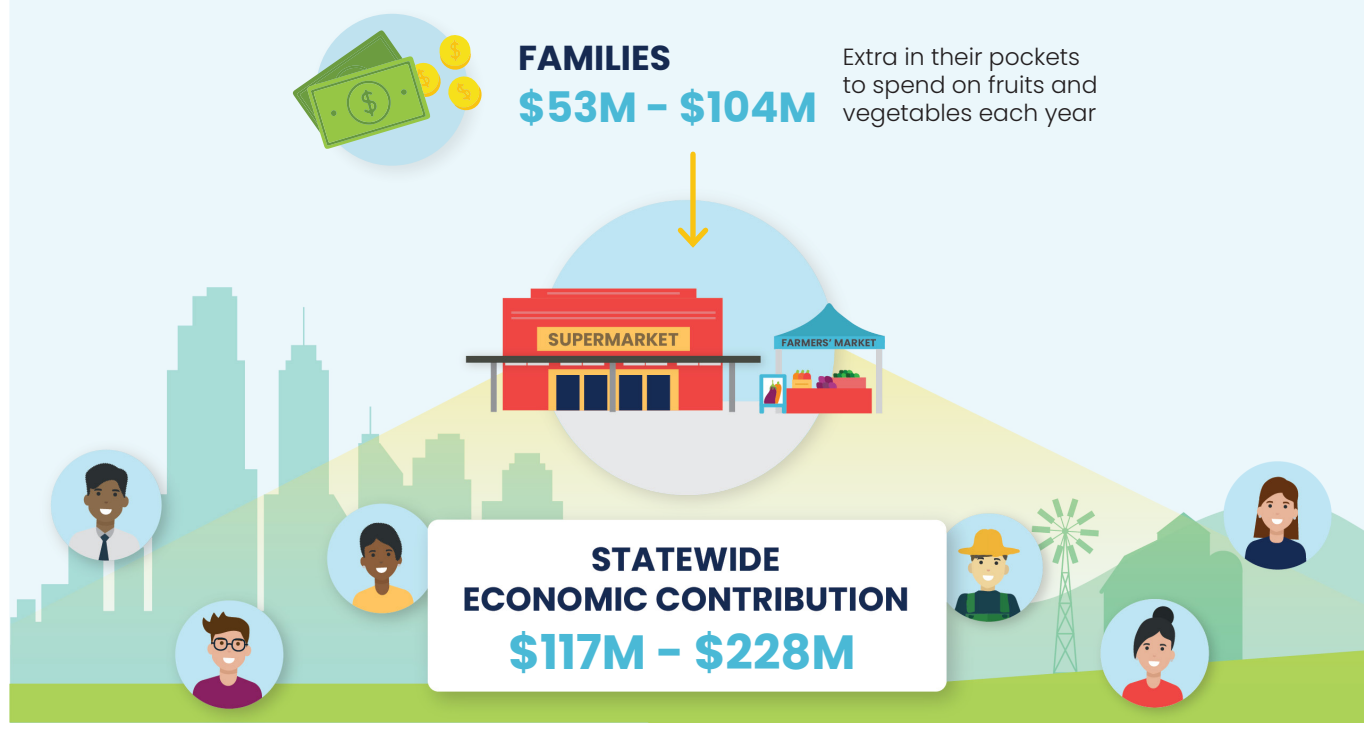 FAMILIES
$53M - $104M
Extra in their pockets
to spend on fruits and
vegetables each year
SUPERMARKET
FARMERS' MARKET
STATEWIDE
ECONOMIC CONTRIBUTION
$117M - $228M